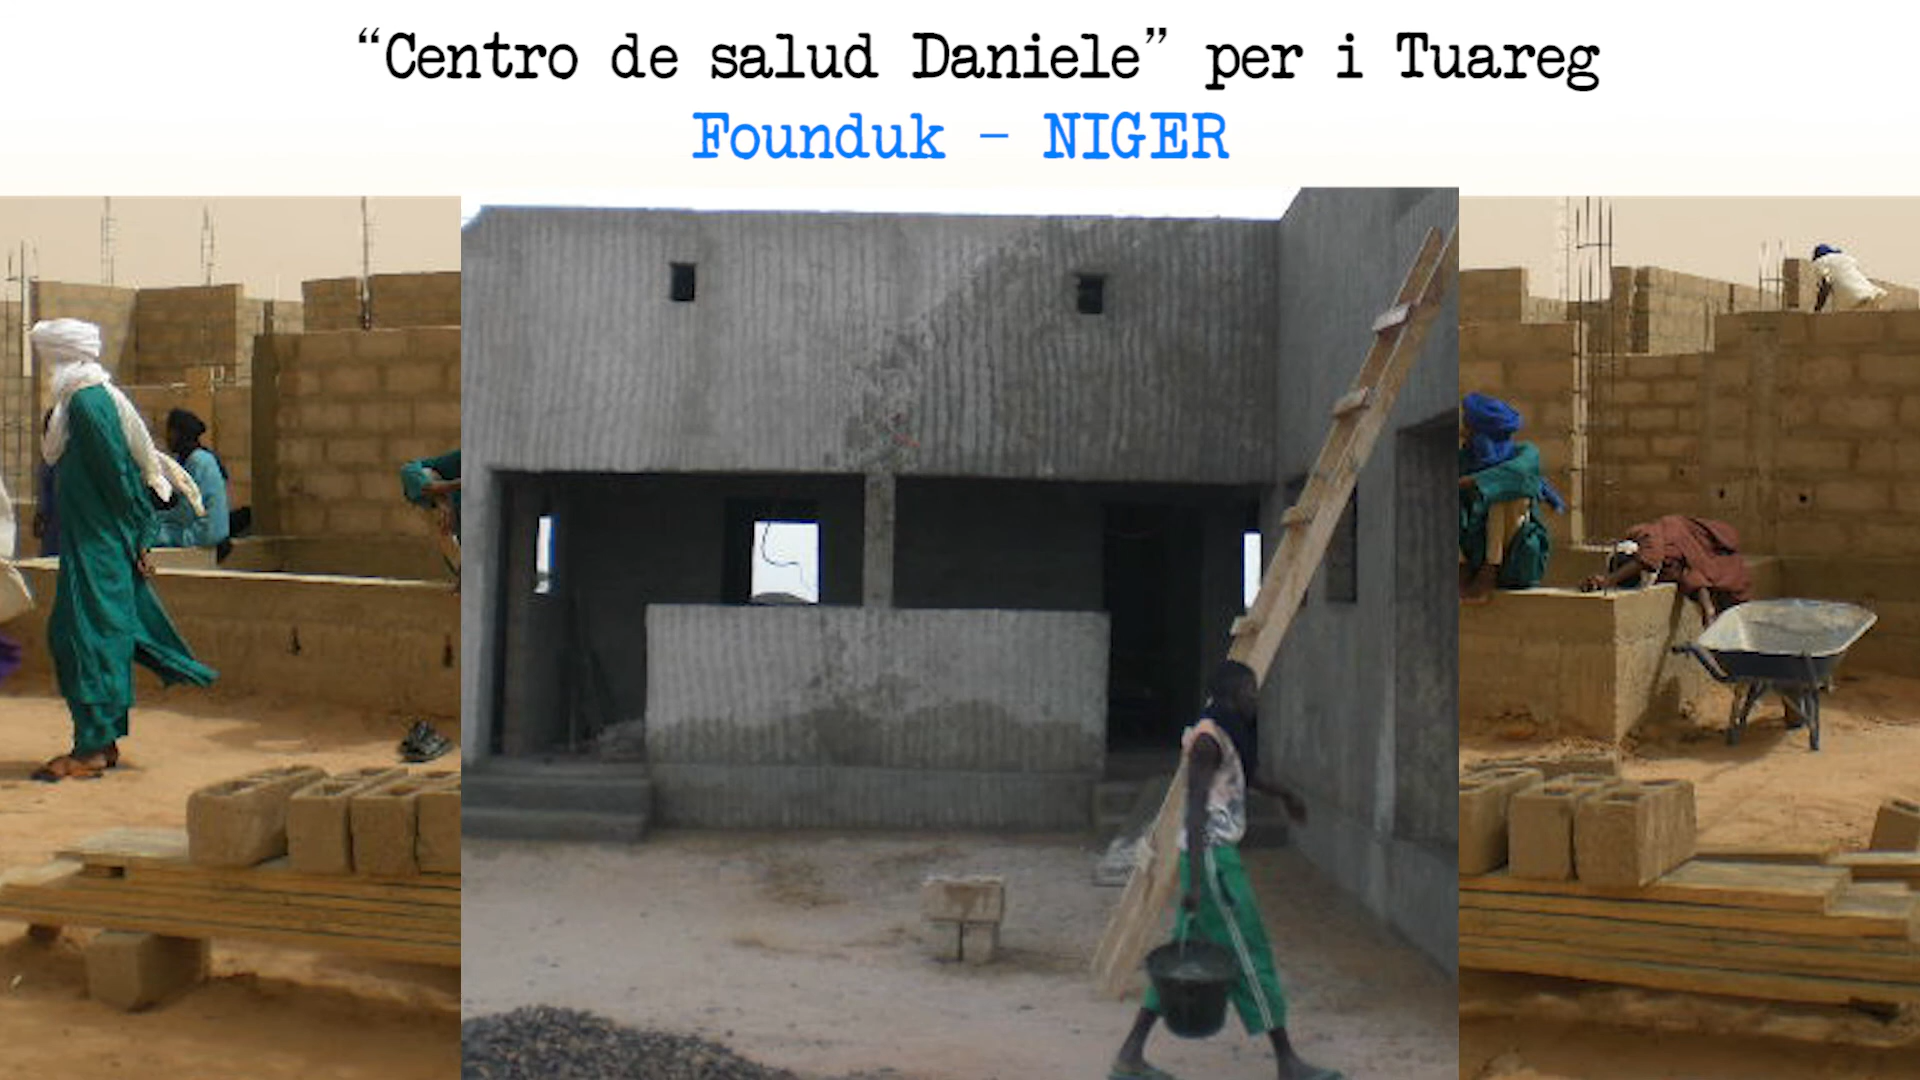 “Centro de salud Daniele” per i Tuareg
Founduk - NIGER